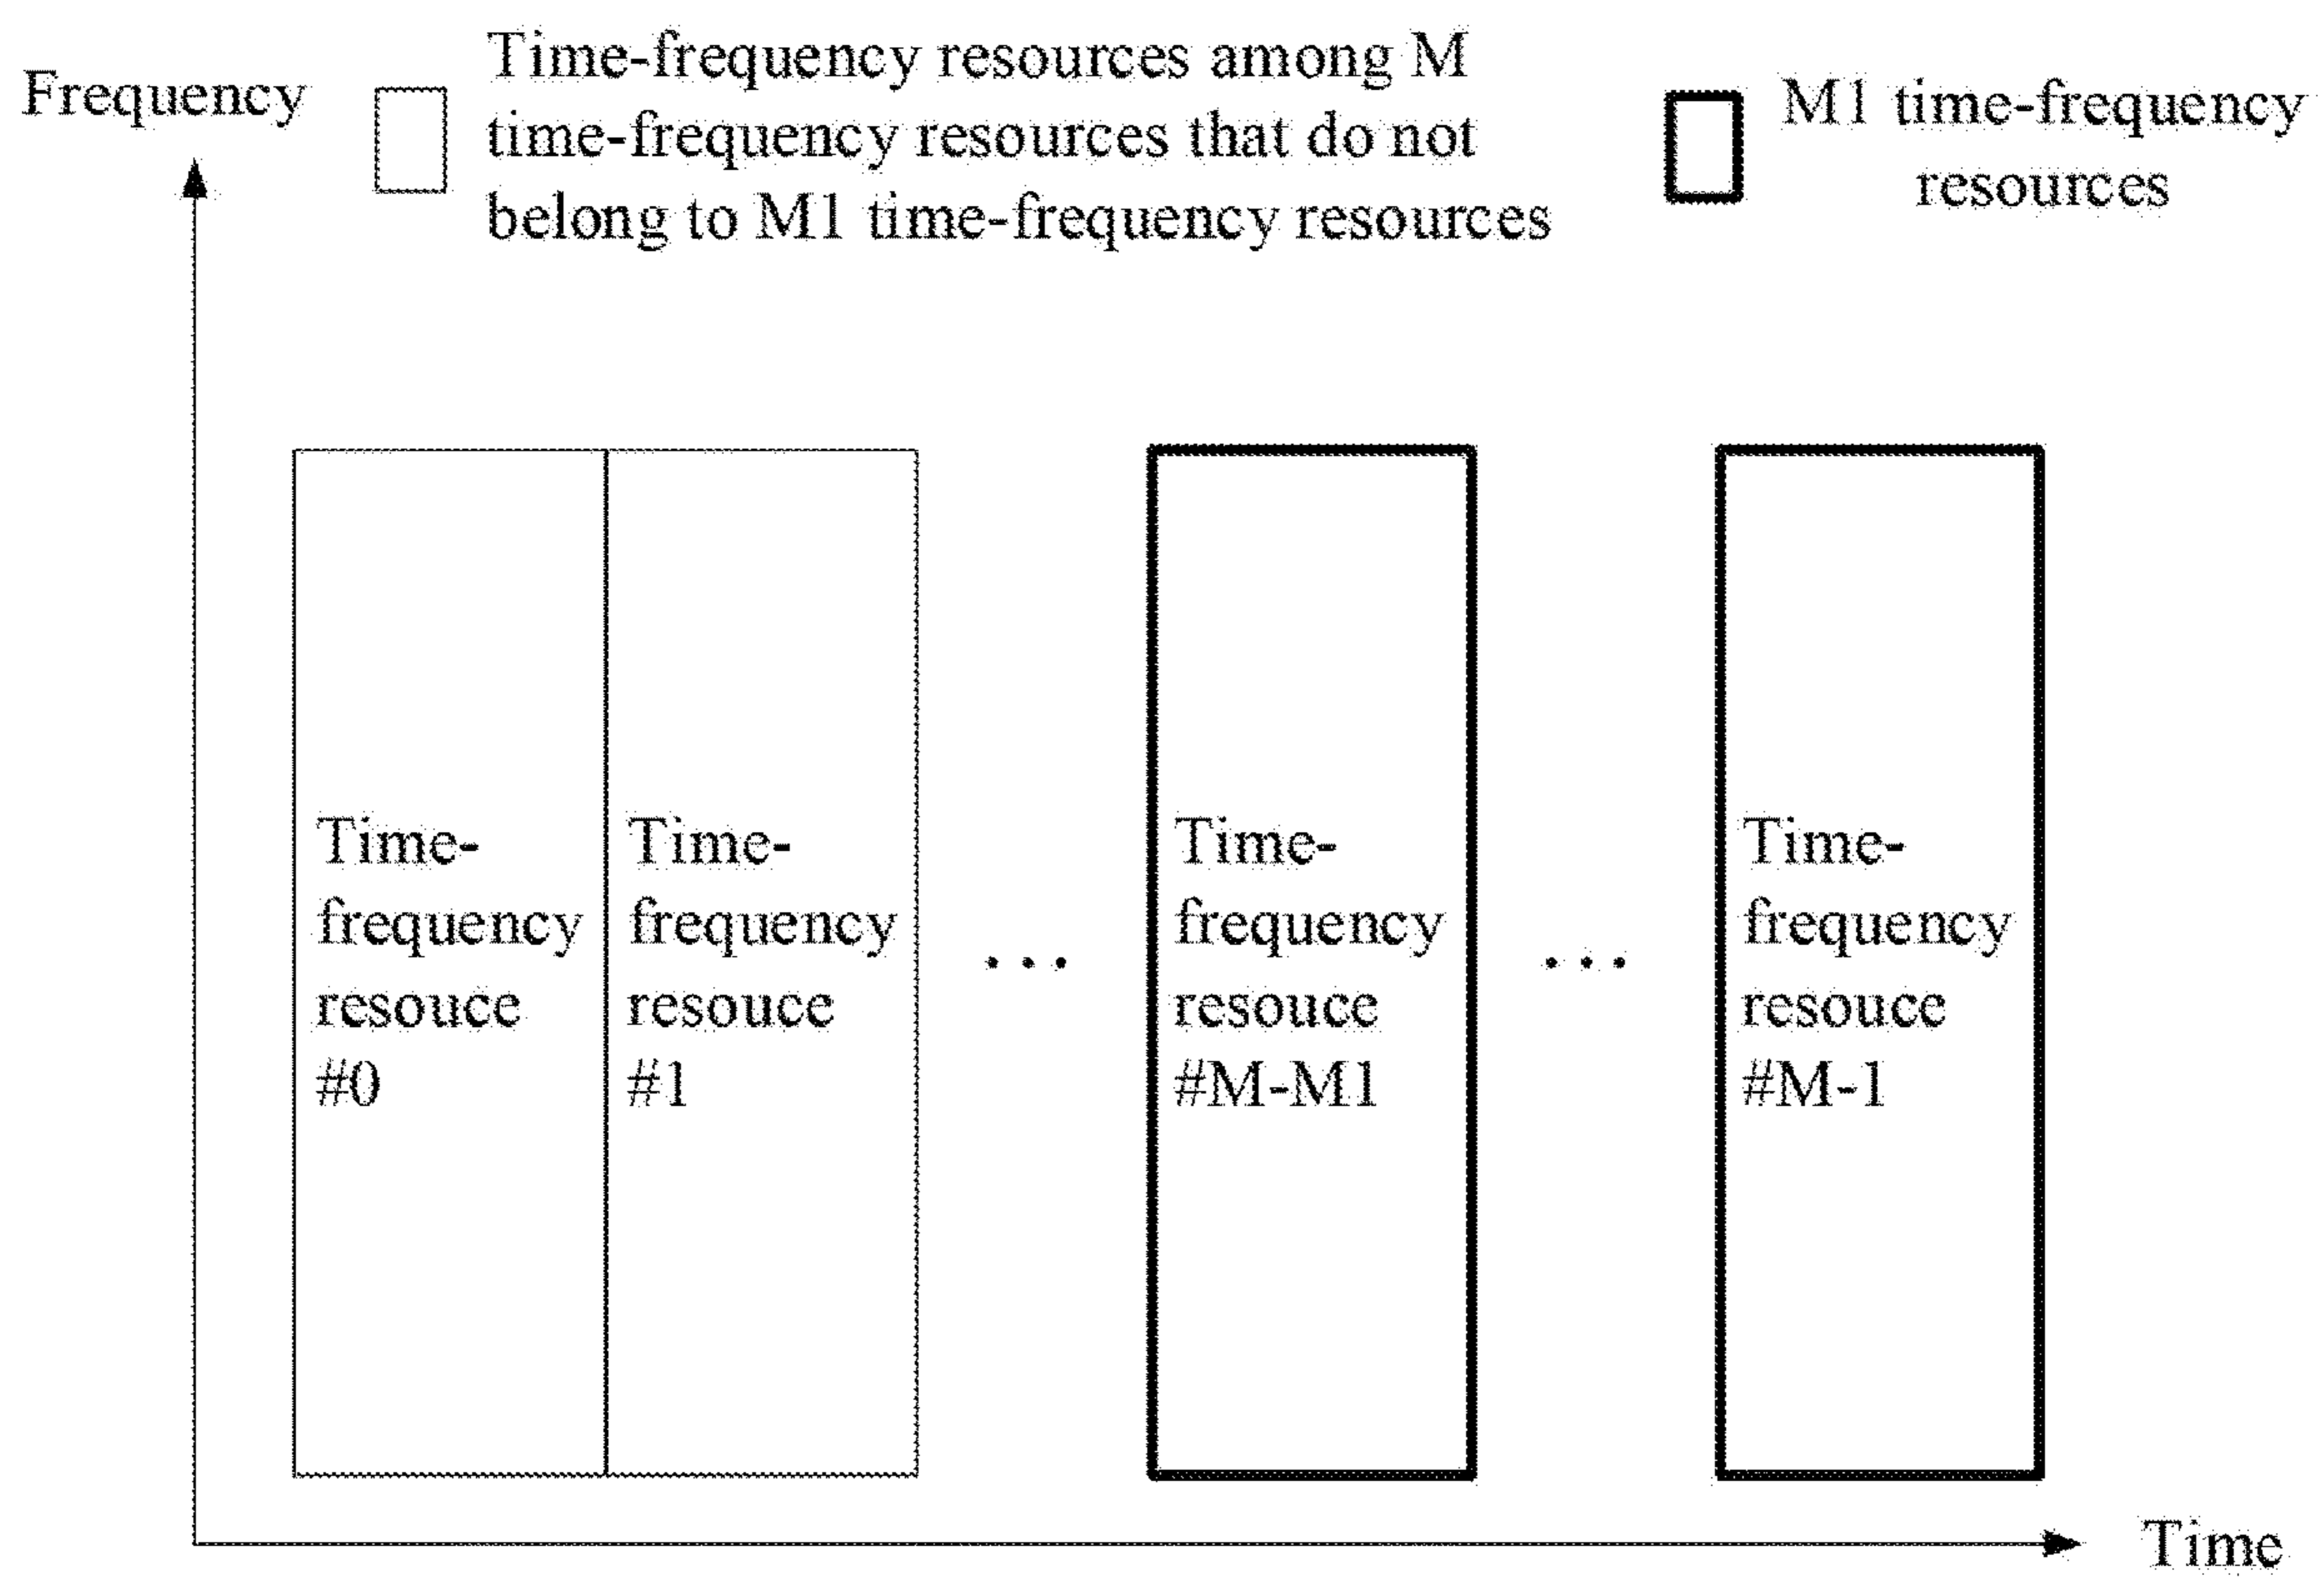 Frequency
Time-frequency resources among M
time-frequency resources that do not
belong to M1 time-frequency resources
M1 time-frequency
resources
Time-
frequency
resouce
#0
Time-
frequency
resouce
#1
...
Time-
frequency
resouce
#M-M1
...
Time-
frequency
resouce
#M-1
Time